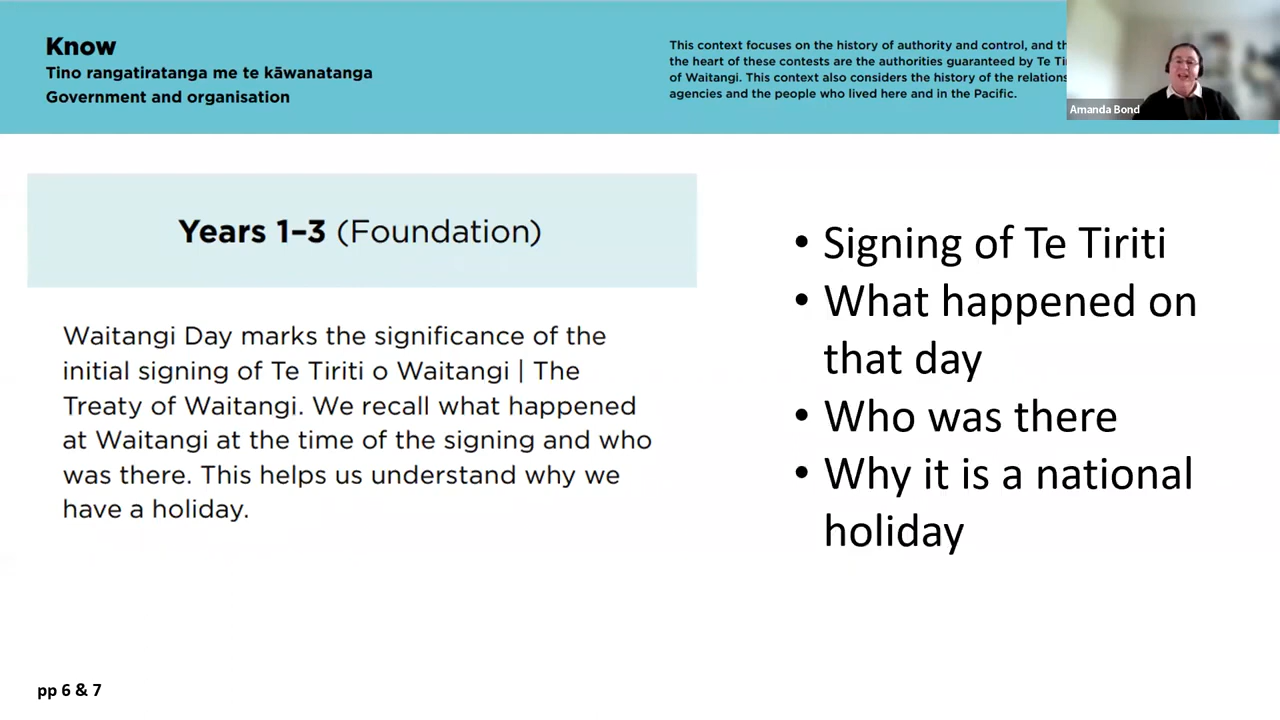 Know
Tino rangatiratanga me te kāwanatanga
Government and organisation
This context focuses on the history of authority and control, and
the heart of these contests are the authorities guaranteed by Te
of Waitangi. This context also considers the history of the
agencies and the people who lived here and in the Pacific.
Amanda Bond
Years 1–3 (Foundation)
Waitangi Day marks the significance of the
initial signing of Te Tiriti o Waitangi | The
Treaty of Waitangi. We recall what happened
at Waitangi at the time of the signing and who
was there. This helps us understand why we
have a holiday.
• Signing of Te Tiriti
• What happened on
that day
• Who was there
• Why it is a national
holiday
pp 6 & 7